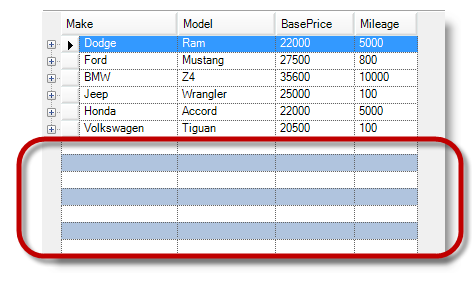 Make Model BasePrice Mileage
Dodge Ram 22000 5000
Ford Mustang 27500 800
BMW Z4 35600 10000
Jeep Wrangler 25000 100
Honda Accord 22000 5000
Volkswagen Tiguan 20500 100